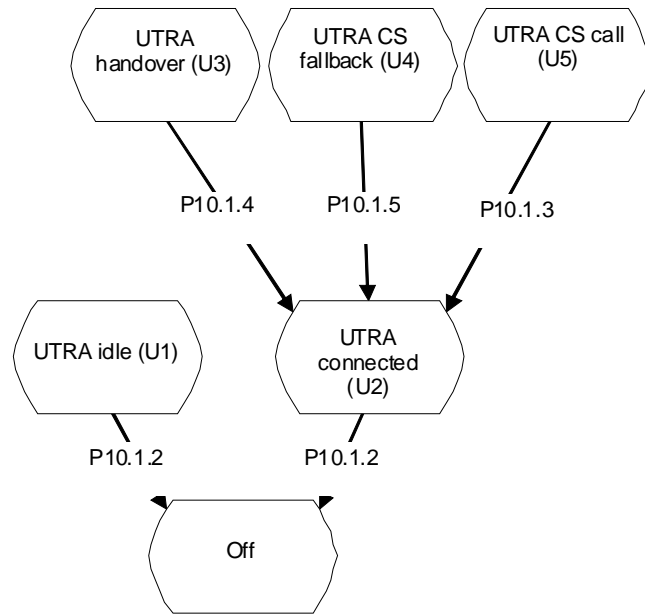 UTRA
handover (U3)
UTRA CS
fallback (U4)
UTRA CS call
(U5)
P10.1.4
P10.1.5
P10.1.3
UTRA idle (U1)
UTRA
connected
(U2)
P10.1.2
P10.1.2
Off